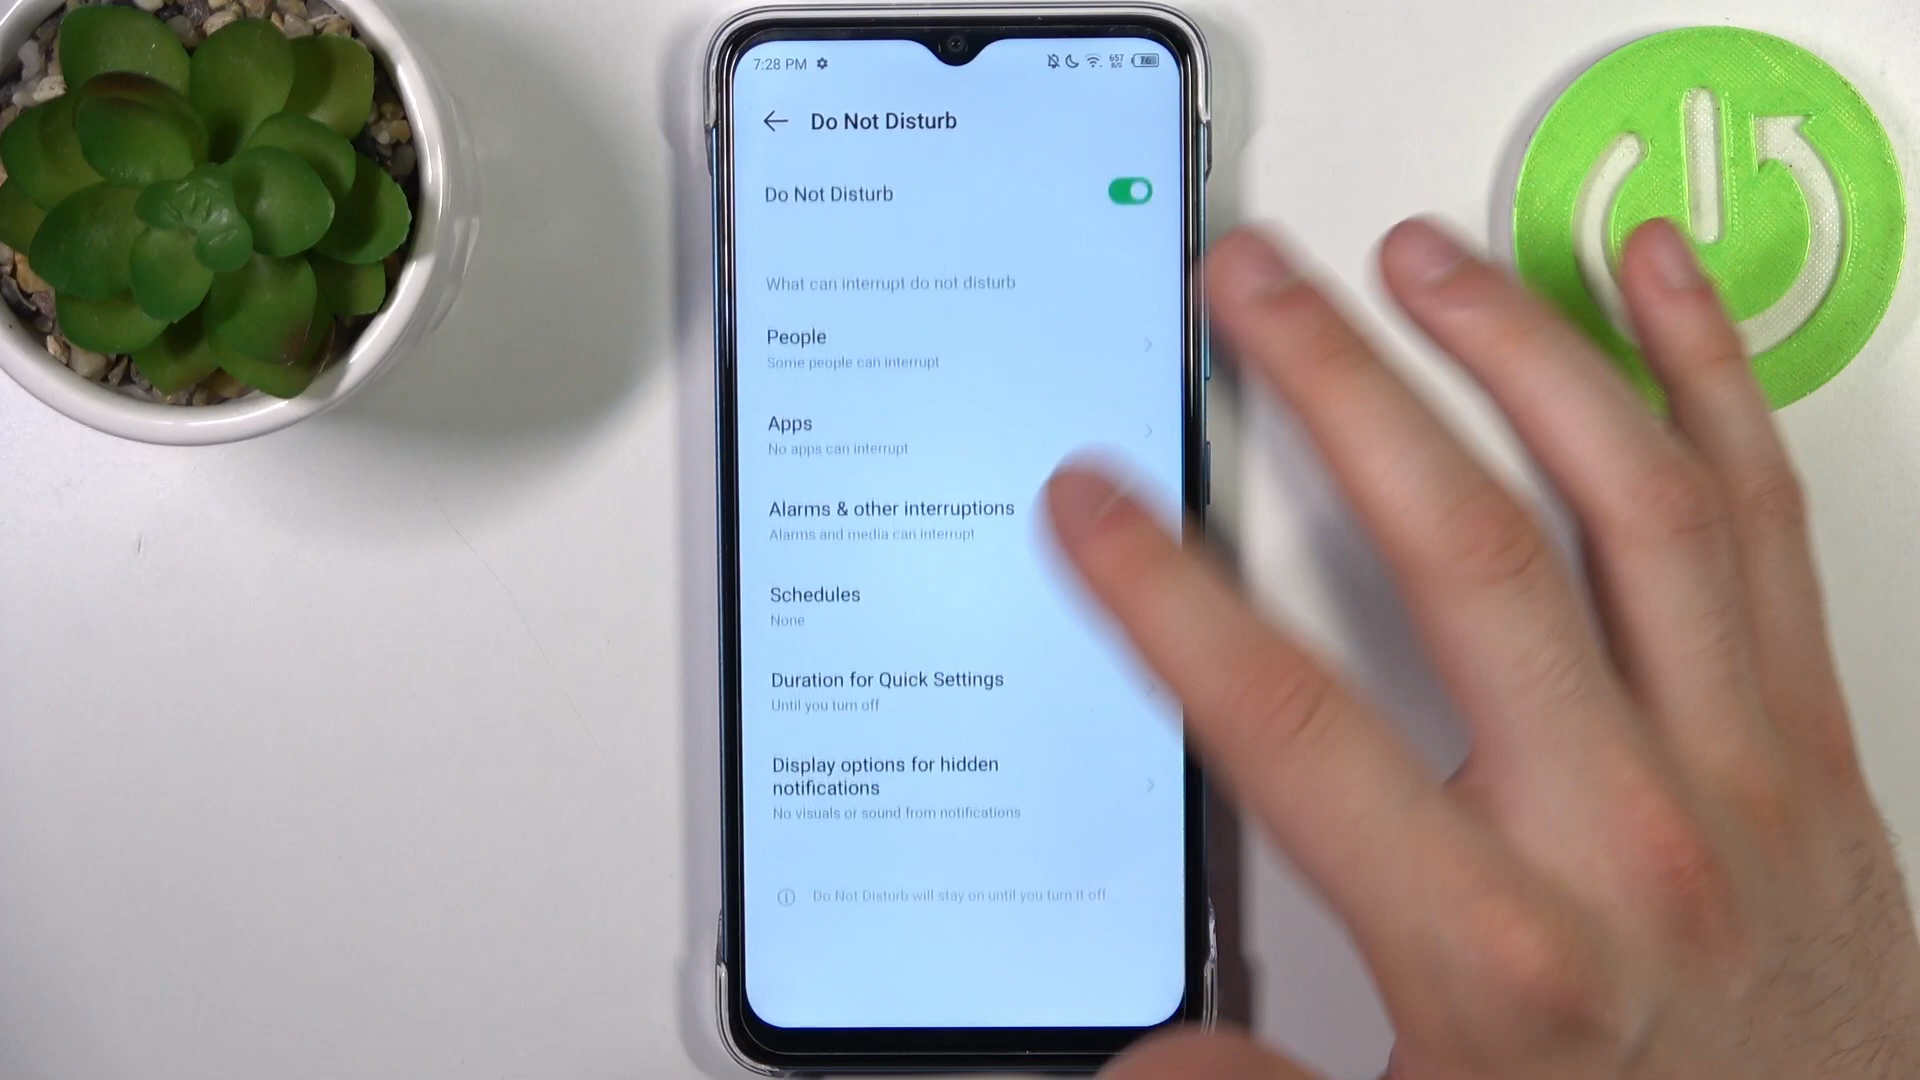 7:28 PM 657 B/S 76
Do Not Disturb
Do Not Disturb
What can interrupt do not disturb
People
Some people can interrupt
Apps
No apps can interrupt
Alarms & other interruptions
Alarms and media can interrupt
Schedules
None
Duration for Quick Settings
Until you turn off
Display options for hidden
notifications
No visuals or sound from notifications
Do Not Disturb will stay on until you turn it off